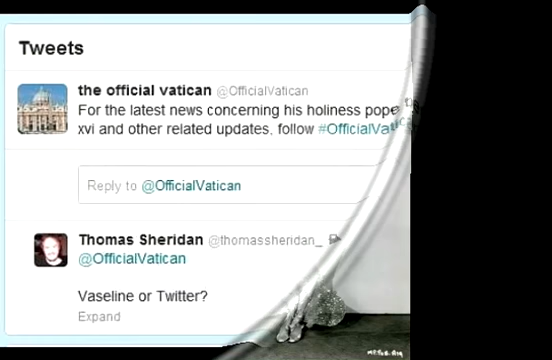 Tweets
the official vatican @OfficialVatican
For the latest news concerning his holiness pope
xvi and other related updates, follow #OfficialVatic
Reply to @OfficialVatican
Thomas Sheridan @thomassheridan_
@OfficialVatican
Vaseline or Twitter?
Expand